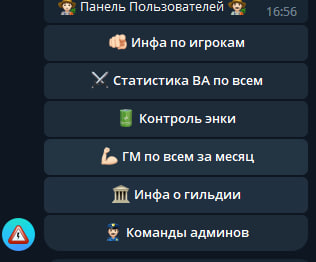 Панель Пользователей
16:56
Инфа по игрокам
Статистика ВА по всем
Контроль энки
ГМ по всем за месяц
Инфа о гильдии
Команды админов